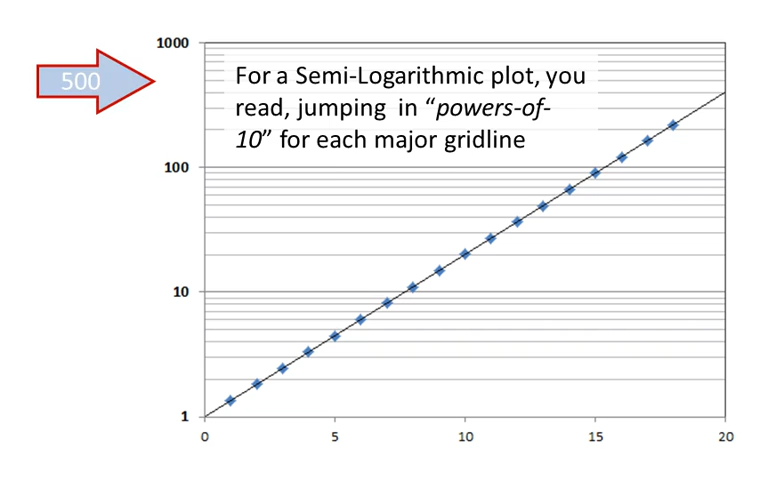 1000
500
For a Semi-Logarithmic plot, you
read, jumping in “powers-of-
10” for each major gridline
100
10
1
0 5 10 15 20